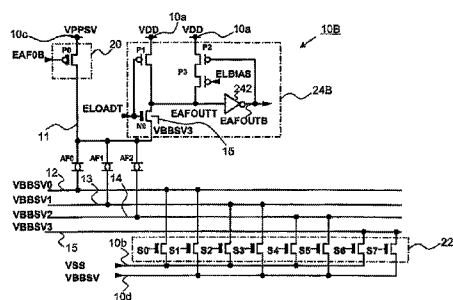 10c
VPPSV
10a
VDD
VDD
10a
10B
P0
20
P1
P2
EAF0B
P3
ELBIAS
242
ELOADT
EAFOUTT
24B
N0
EAFOUTB
11
VBBSV3
15
AF0
AF1
AF2
12
13
14
VBBSV0
VBBSV1
VBBSV2
VBBSV3
15
10b
S0
S1
S2
S3
S4
S5
S6
S7
22
VSS
VBBSV
10d